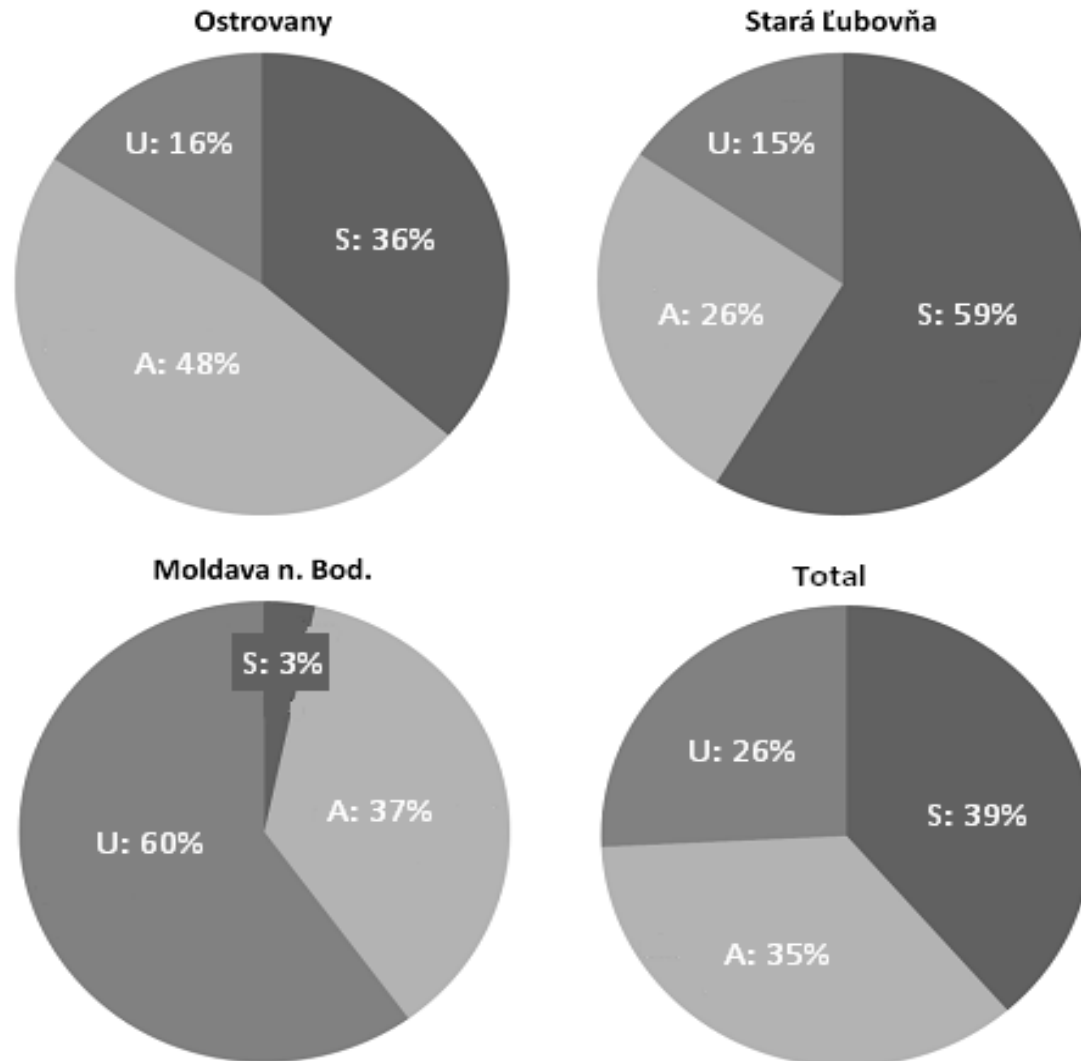 Ostrovany
U: 16%
S: 36%
A: 48%
Stará Ľubovňa
U: 15%
A: 26%
S: 59%
Moldava n. Bod.
S: 3%
A: 37%
U: 60%
Total
U: 26%
S: 39%
A: 35%